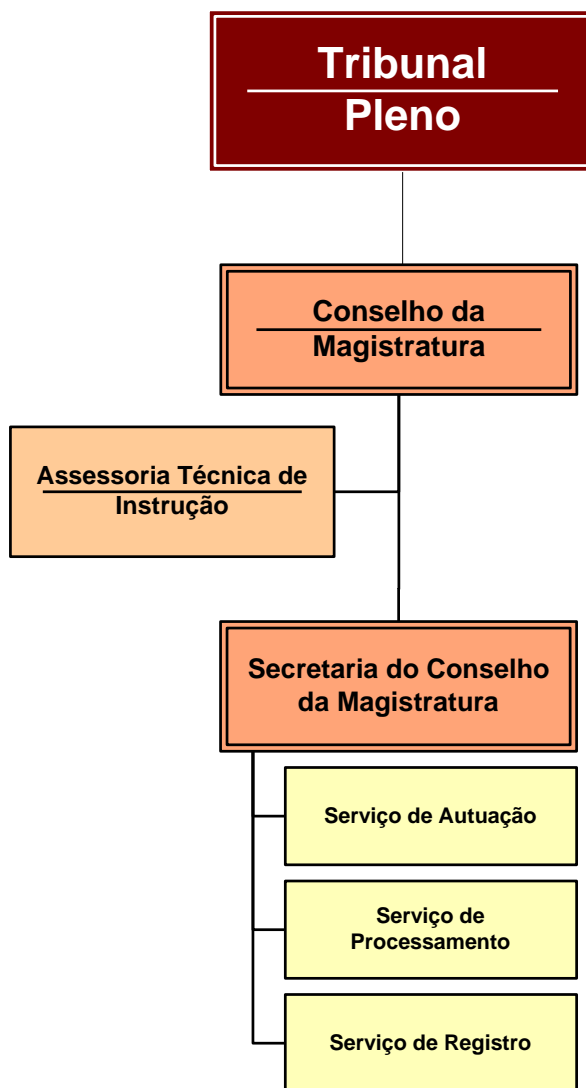 Tribunal
Pleno
Conselho da
Magistratura
Assessoria Técnica de
Instrução
Secretaria do Conselho
da Magistratura
Serviço de Autuação
Serviço de
Processamento
Serviço de Registro